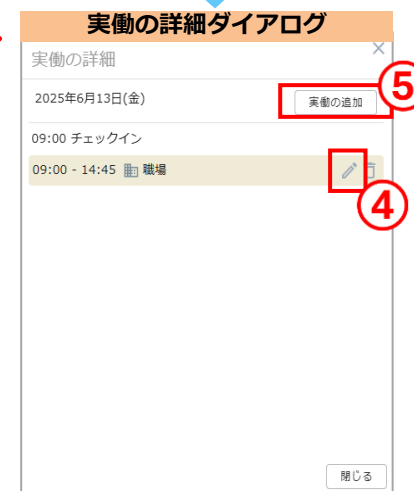 実働の詳細ダイアログ
実働の詳細
2025年6月13日(金)
実働の追加
⑤
09:00 チェックイン
09:00 - 14:45 職場
④
閉じる